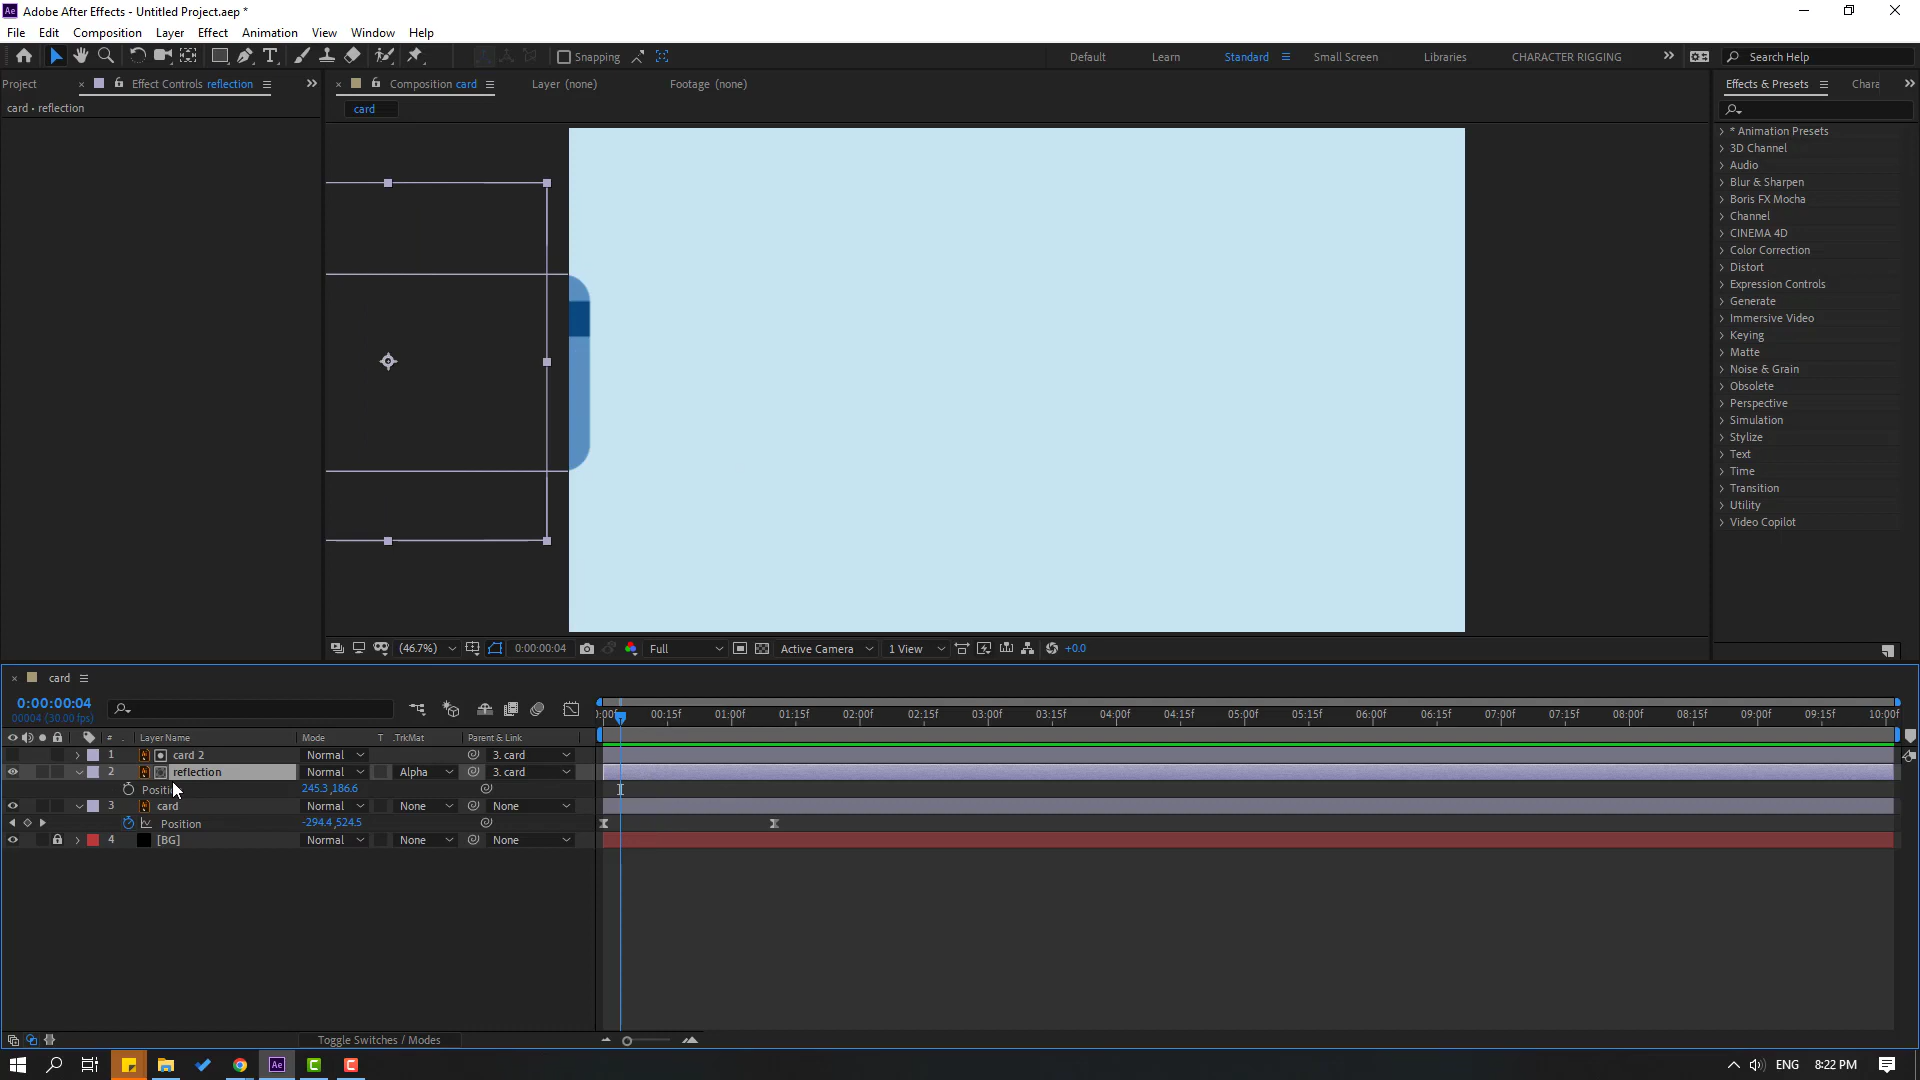 Adobe After Effects - Untitled Project.aep *
File Edit Composition Layer Effect Animation View Window Help
Snapping
Default Learn Standard Small Screen Libraries CHARACTER RIGGING Search Help
Project Effect Controls reflection Composition card Layer (none) Footage (none) Effects & Presets Chara
card • reflection
card
* Animation Presets
3D Channel
Audio
Blur & Sharpen
Boris FX Mocha
Channel
CINEMA 4D
Color Correction
Distort
Expression Controls
Generate
Immersive Video
Keying
Matte
Noise & Grain
Obsolete
Perspective
Simulation
Stylize
Text
Time
Transition
Utility
Video Copilot
(46.7%) 0:00:00:04 Full Active Camera 1 View +0.0
card
0:00:00:04
00004 (30.00 fps)
0:00f 00:15f 01:00f 01:15f 02:00f 02:15f 03:00f 03:15f 04:00f 04:15f 05:00f 05:15f 06:00f 06:15f 07:00f 07:15f 08:00f 08:15f 09:00f 09:15f 10:00f
# Layer Name Mode T .TrkMat Parent & Link
1 card 2 Normal 3. card
2 reflection Normal Alpha 3. card
Positi 245.3,186.6
3 card Normal None None
Position -294.4,524.5
4 [BG] Normal None None
Toggle Switches / Modes
ENG 8:22 PM